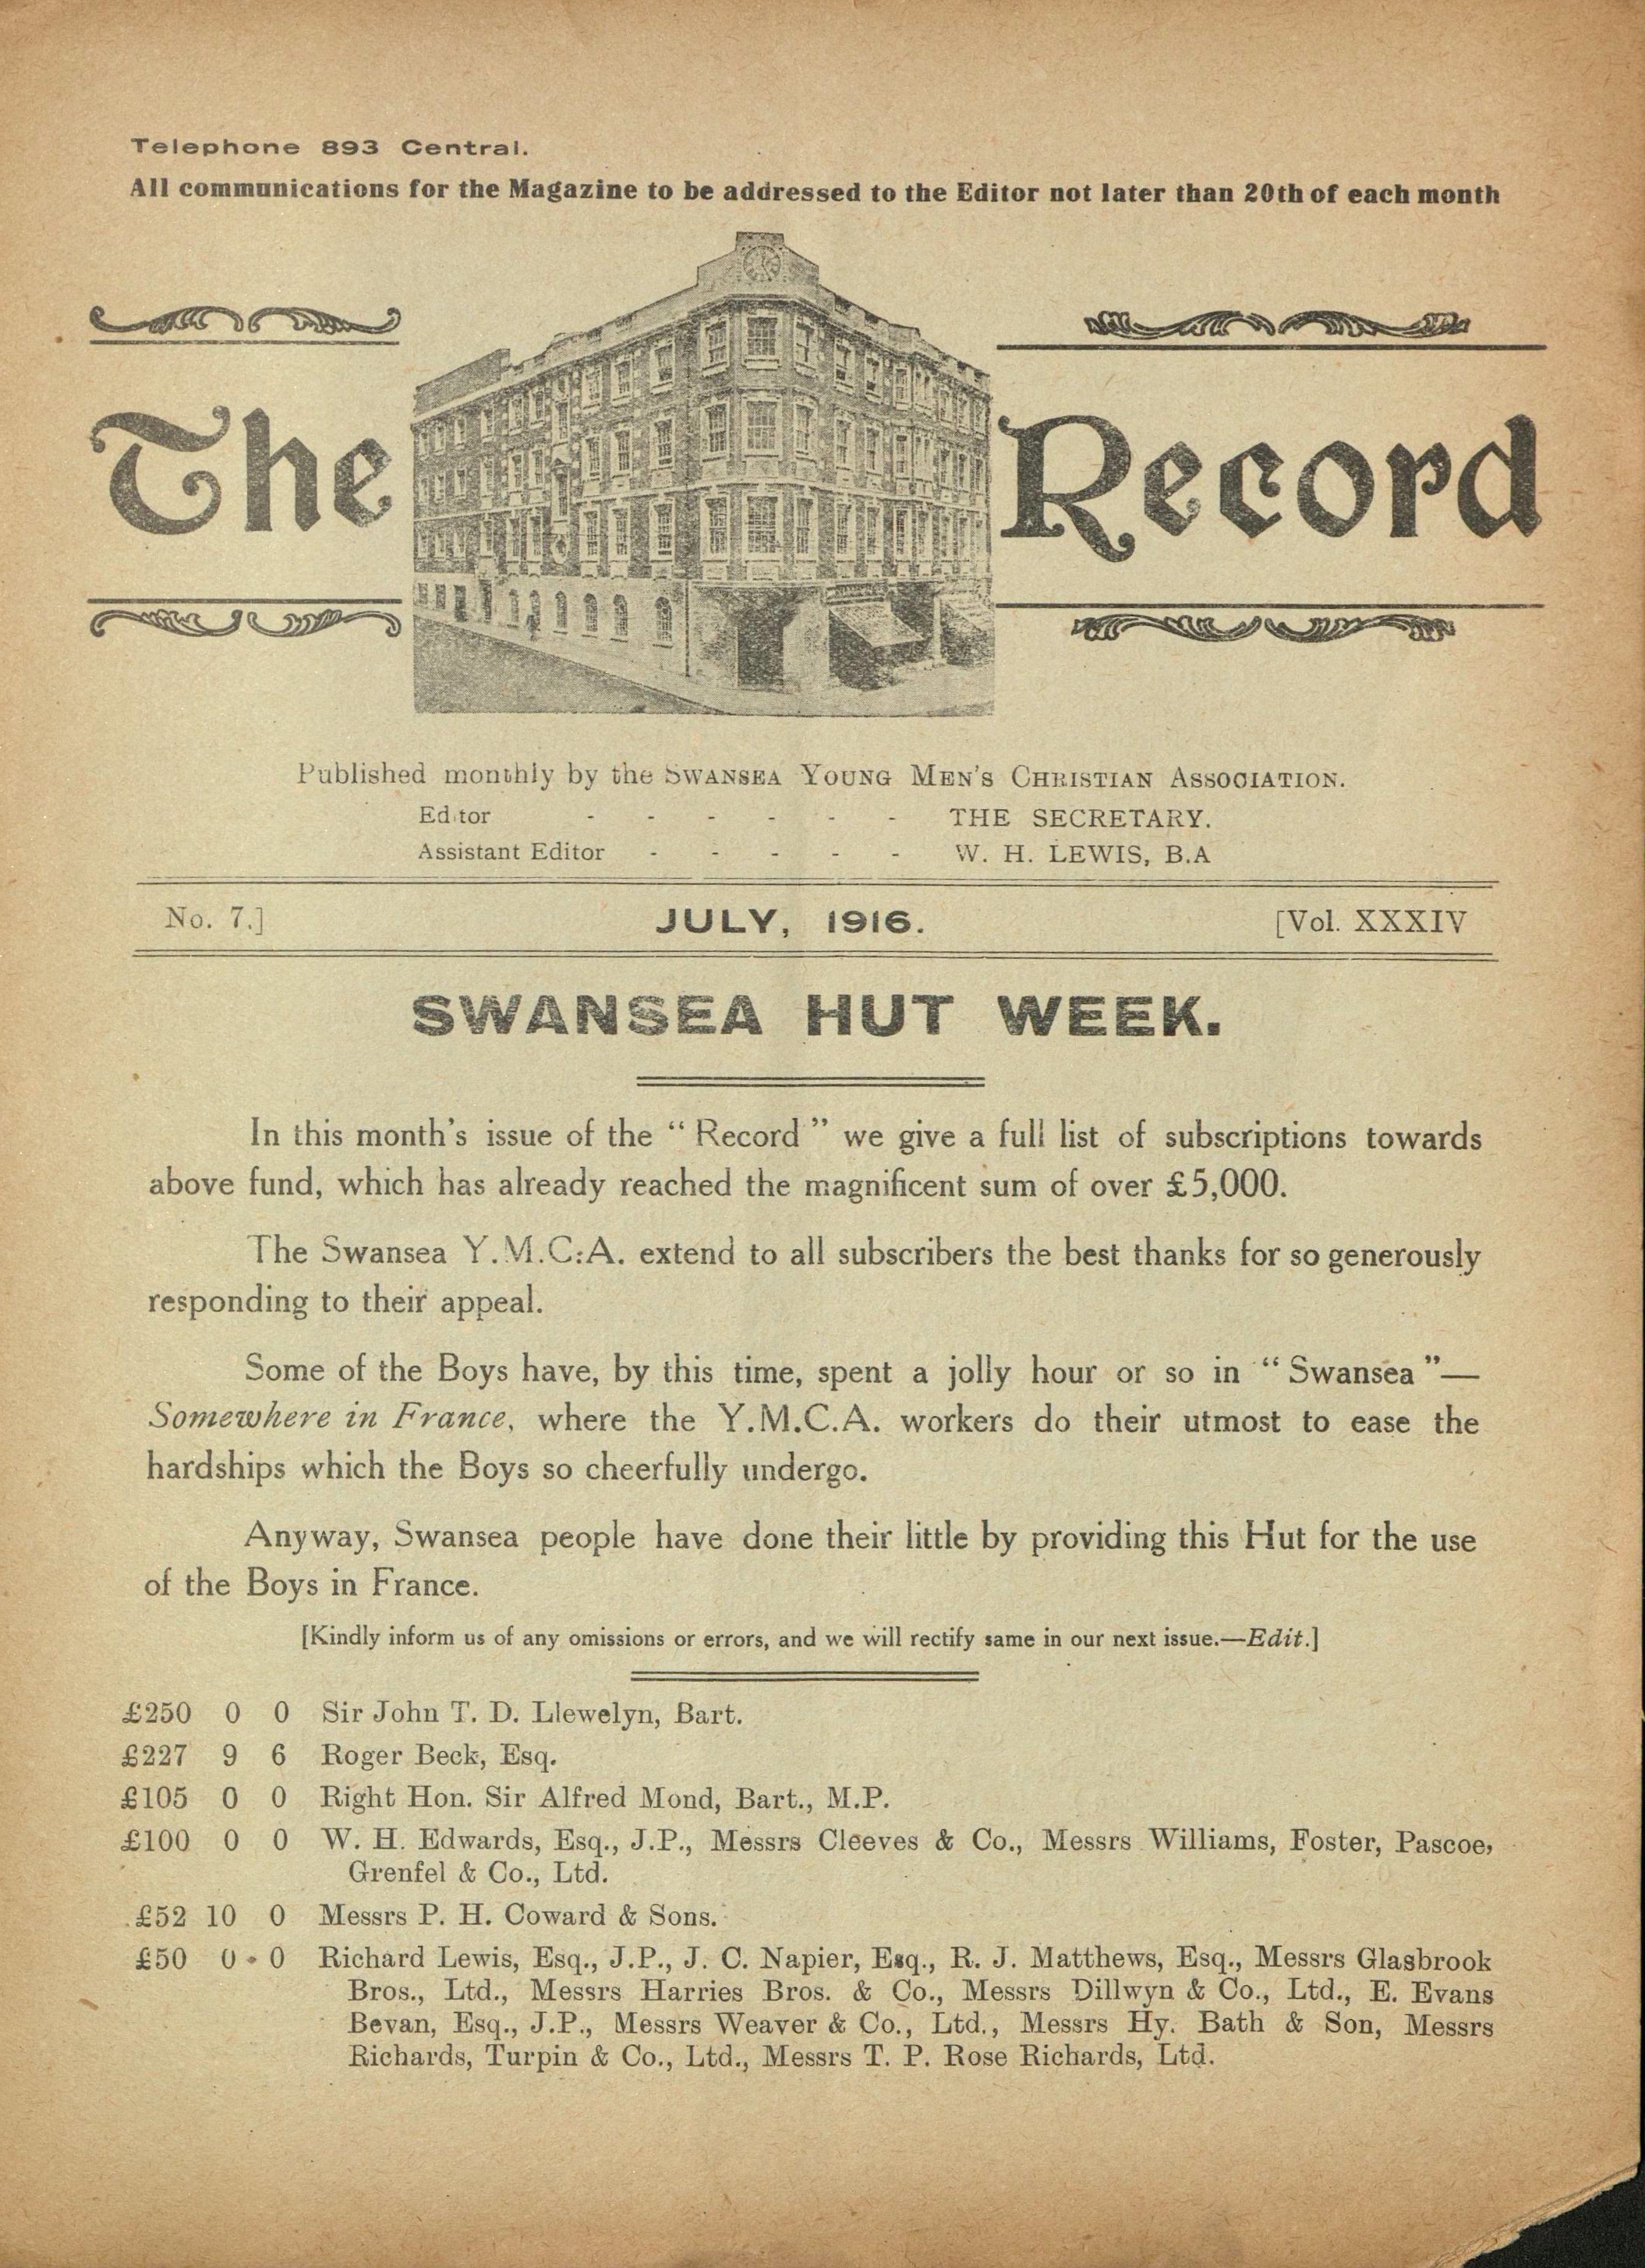 Telephone 893 Central.
All communications for the Magazine to be addressed to the Editor not later than 20th of each month
The Record
Published monthly by the SWANSEA YOUNG MEN'S CHRISTIAN ASSOCIATION.
Editor - - - - - - THE SECRETARY.
Assistant Editor - - - - - W. H. LEWIS, B.A
No. 7.] JULY, 1916. [Vol. XXXIV
SWANSEA HUT WEEK.
In this month's issue of the “ Record ” we give a full list of subscriptions towards
above fund, which has already reached the magnificent sum of over £5,000.
The Swansea Y.M.C.A. extend to all subscribers the best thanks for so generously
responding to their appeal.
Some of the Boys have, by this time, spent a jolly hour or so in “ Swansea ”—
Somewhere in France, where the Y.M.C.A. workers do their utmost to ease the
hardships which the Boys so cheerfully undergo.
Anyway, Swansea people have done their little by providing this Hut for the use
of the Boys in France.
[Kindly inform us of any omissions or errors, and we will rectify same in our next issue.—Edit.]
£250 0 0 Sir John T. D. Llewelyn, Bart.
£227 9 6 Roger Beck, Esq.
£105 0 0 Right Hon. Sir Alfred Mond, Bart., M.P.
£100 0 0 W. H. Edwards, Esq., J.P., Messrs Cleeves & Co., Messrs Williams, Foster, Pascoe,
Grenfel & Co., Ltd.
£52 10 0 Messrs P. H. Coward & Sons.
£50 0 0 Richard Lewis, Esq., J.P., J. C. Napier, Esq., R. J. Matthews, Esq., Messrs Glasbrook
Bros., Ltd., Messrs Harries Bros. & Co., Messrs Dillwyn & Co., Ltd., E. Evans
Bevan, Esq., J.P., Messrs Weaver & Co., Ltd., Messrs Hy. Bath & Son, Messrs
Richards, Turpin & Co., Ltd., Messrs T. P. Rose Richards, Ltd.